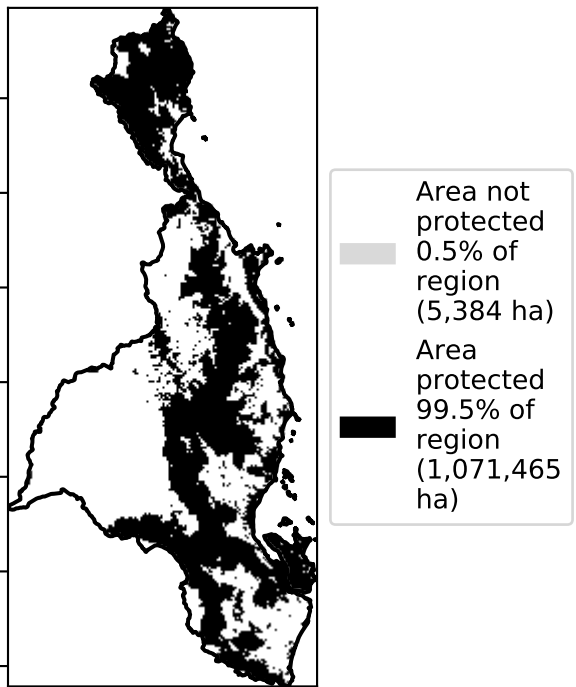 Area not
protected
0.5% of
region
(5,384 ha)
Area
protected
99.5% of
region
(1,071,465
ha)